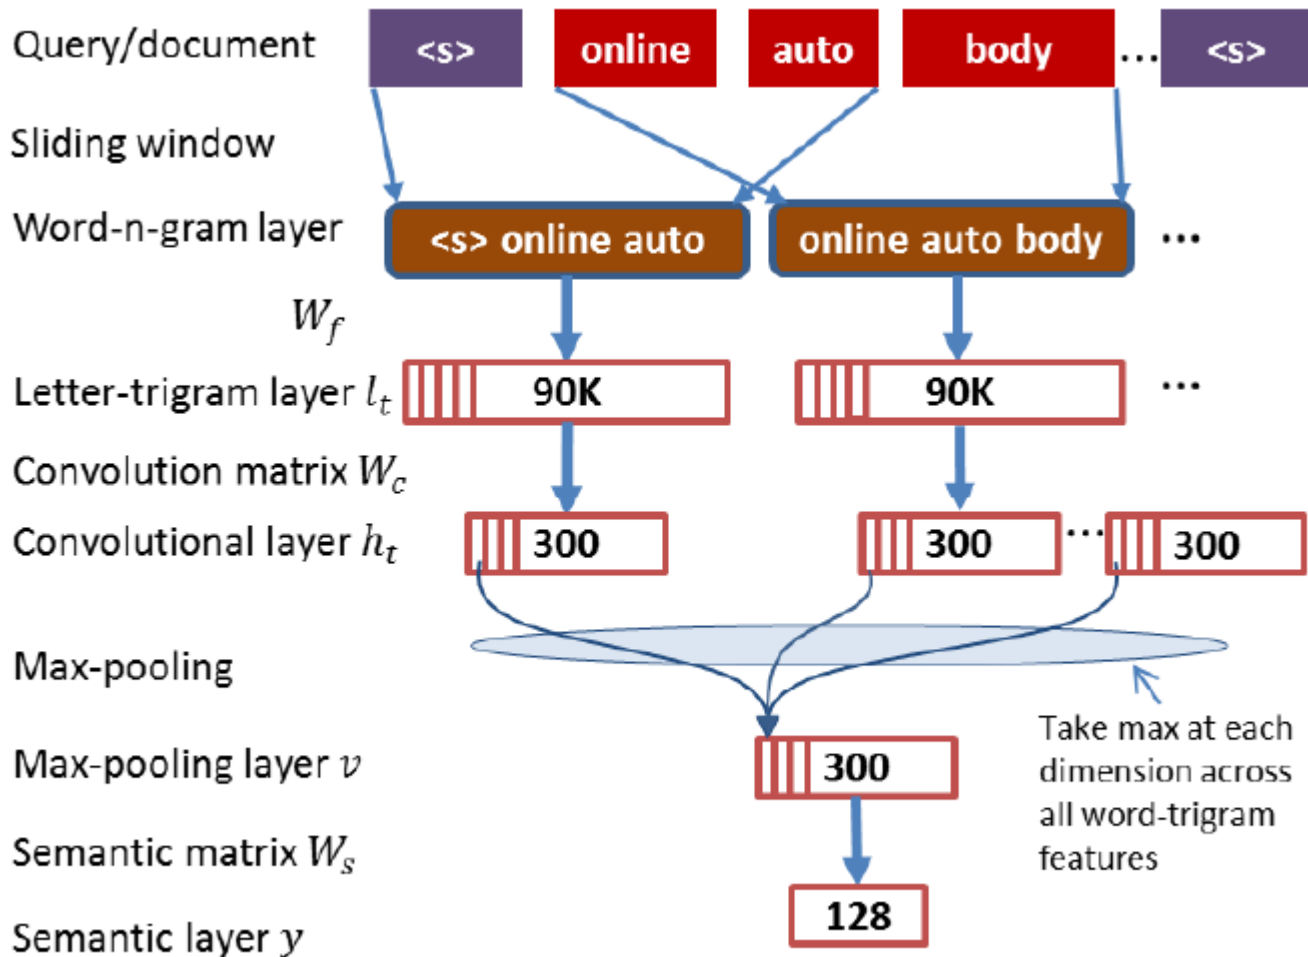 Query/document <s> online auto body ... <s>
Sliding window
Word-n-gram layer <s> online auto online auto body ...
W_f
Letter-trigram layer l_t 90K 90K ...
Convolution matrix W_c
Convolutional layer h_t 300 300 ... 300
Max-pooling
Take max at each
dimension across
all word-trigram
features
Max-pooling layer v 300
Semantic matrix W_s
Semantic layer y 128